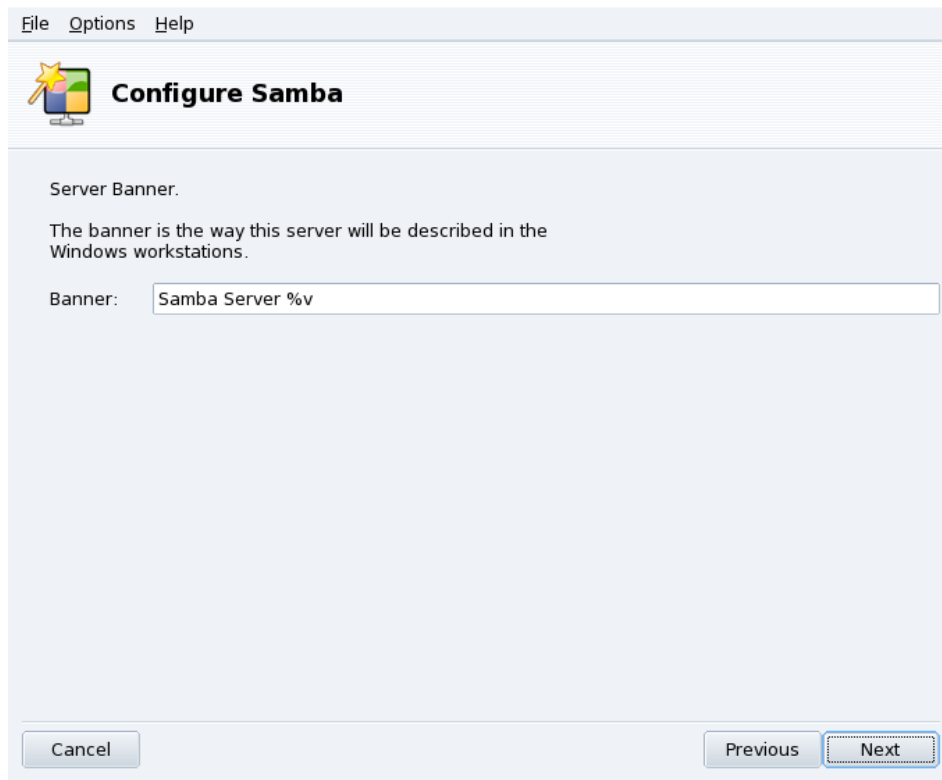 File Options Help
Configure Samba
Server Banner.
The banner is the way this server will be described in the
Windows workstations.
Banner: Samba Server %v
Cancel Previous Next